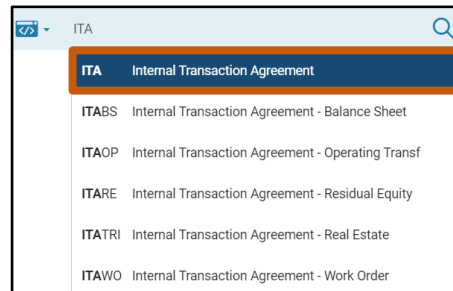 ITA
ITA Internal Transaction Agreement
ITABS Internal Transaction Agreement - Balance Sheet
ITAOP Internal Transaction Agreement - Operating Transf
ITARE Internal Transaction Agreement - Residual Equity
ITATRI Internal Transaction Agreement - Real Estate
ITAWO Internal Transaction Agreement - Work Order